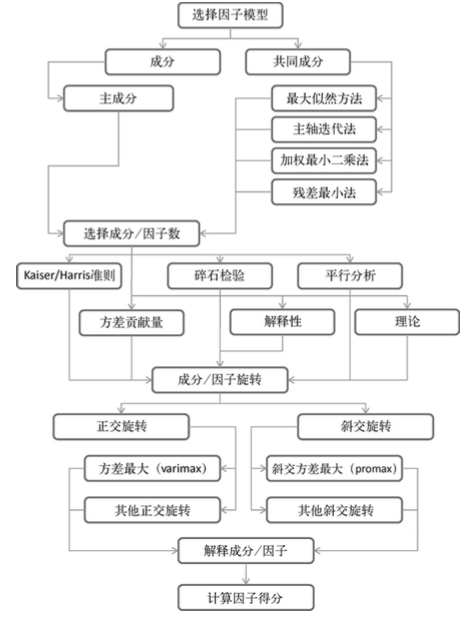 选择因子模型
成分
共同成分
主成分
最大似然方法
主轴迭代法
加权最小二乘法
残差最小法
选择成分/因子数
Kaiser/Harris准则
碎石检验
平行分析
方差贡献量
解释性
理论
成分/因子旋转
正交旋转
斜交旋转
方差最大（varimax）
斜交方差最大（promax）
其他正交旋转
其他斜交旋转
解释成分/因子
计算因子得分